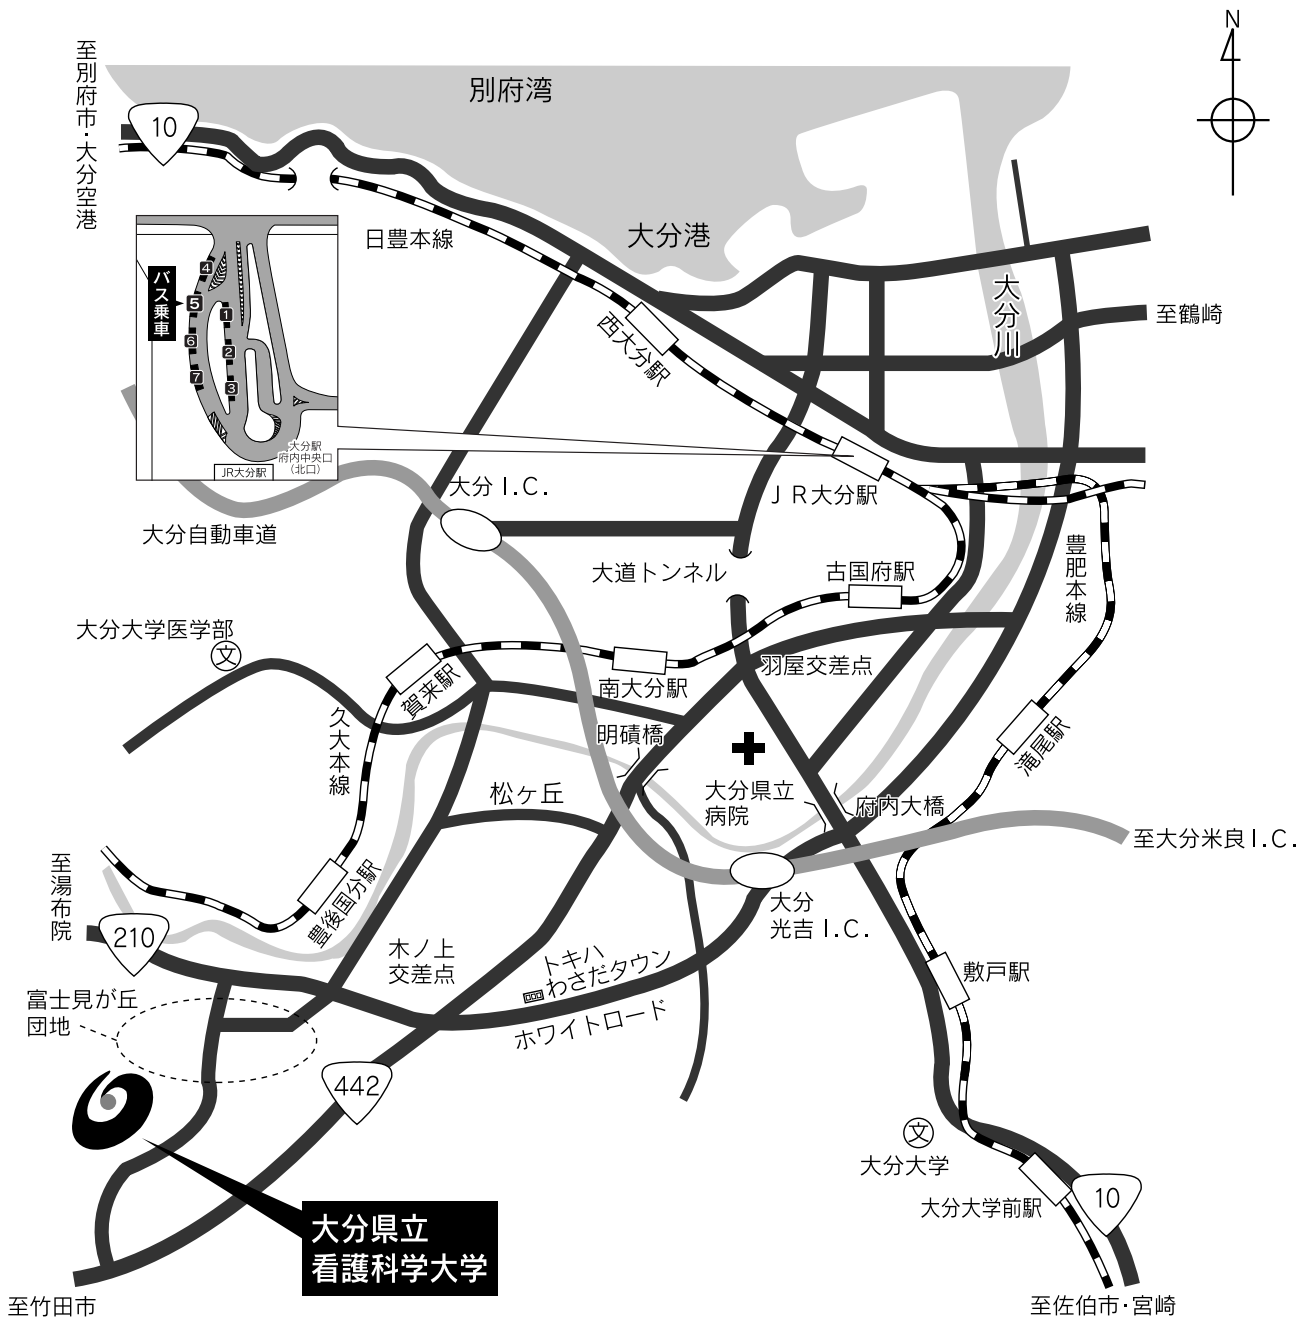 N
至別府市・大分空港
別府湾
10
日豊本線
大分港
大分川
至鶴崎
西大分駅
バス乗車
4
5
6
7
1
2
3
大分駅
府内中央口
（北口）
JR大分駅
大分自動車道
大分 I.C.
ＪＲ大分駅
大道トンネル
古国府駅
豊肥本線
大分大学医学部
文
賀来駅
南大分駅
羽屋交差点
久大本線
明磧橋
滝尾駅
松ヶ丘
大分県立
病院
府内大橋
至大分米良I.C.
至湯布院
210
豊後国分駅
大分
光吉 I.C.
木ノ上
交差点
トキハ
わさだタウン
ホワイトロード
敷戸駅
富士見が丘
団地
442
文
大分大学
大分大学前駅
10
大分県立
看護科学大学
至竹田市
至佐伯市・宮崎